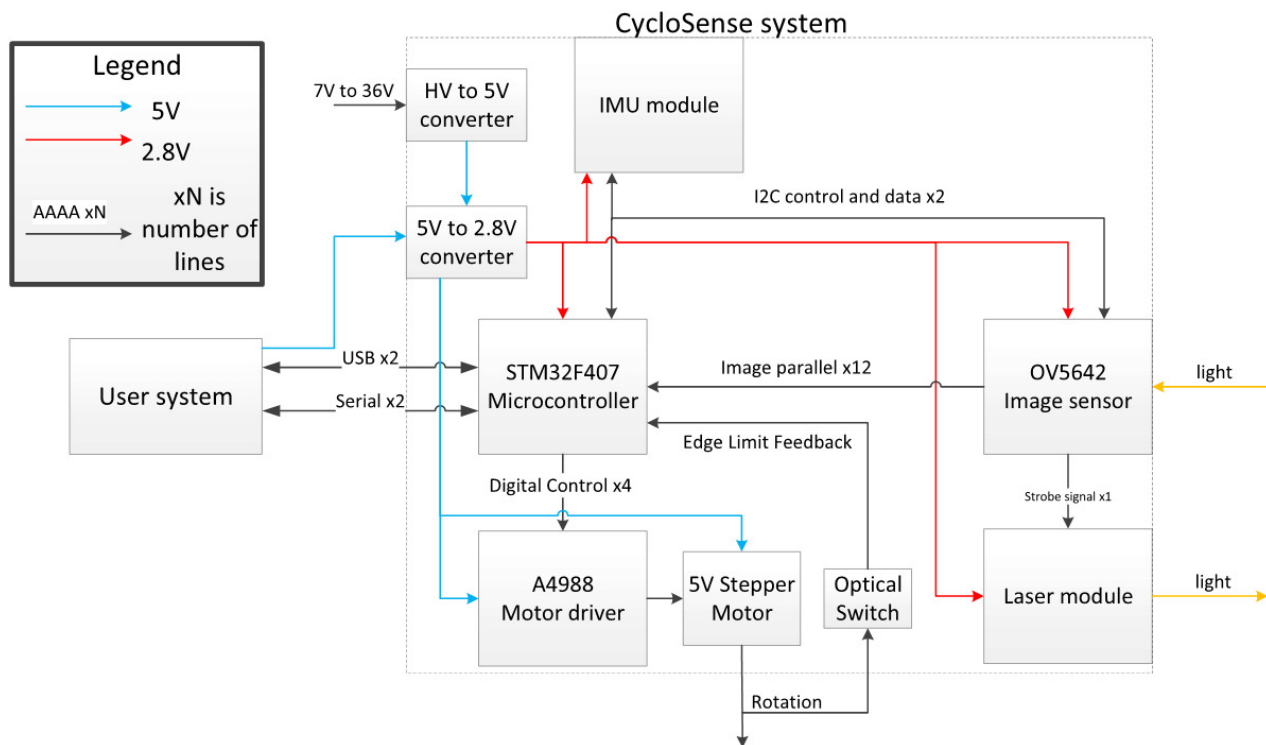 CycloSense system
Legend
5V
2.8V
AAAA xN
xN is
number of
lines
7V to 36V
HV to 5V
converter
IMU module
I2C control and data x2
5V to 2.8V
converter
User system
USB x2
Serial x2
STM32F407
Microcontroller
Image parallel x12
OV5642
Image sensor
light
Edge Limit Feedback
Digital Control x4
Strobe signal x1
A4988
Motor driver
5V Stepper
Motor
Optical
Switch
Laser module
light
Rotation